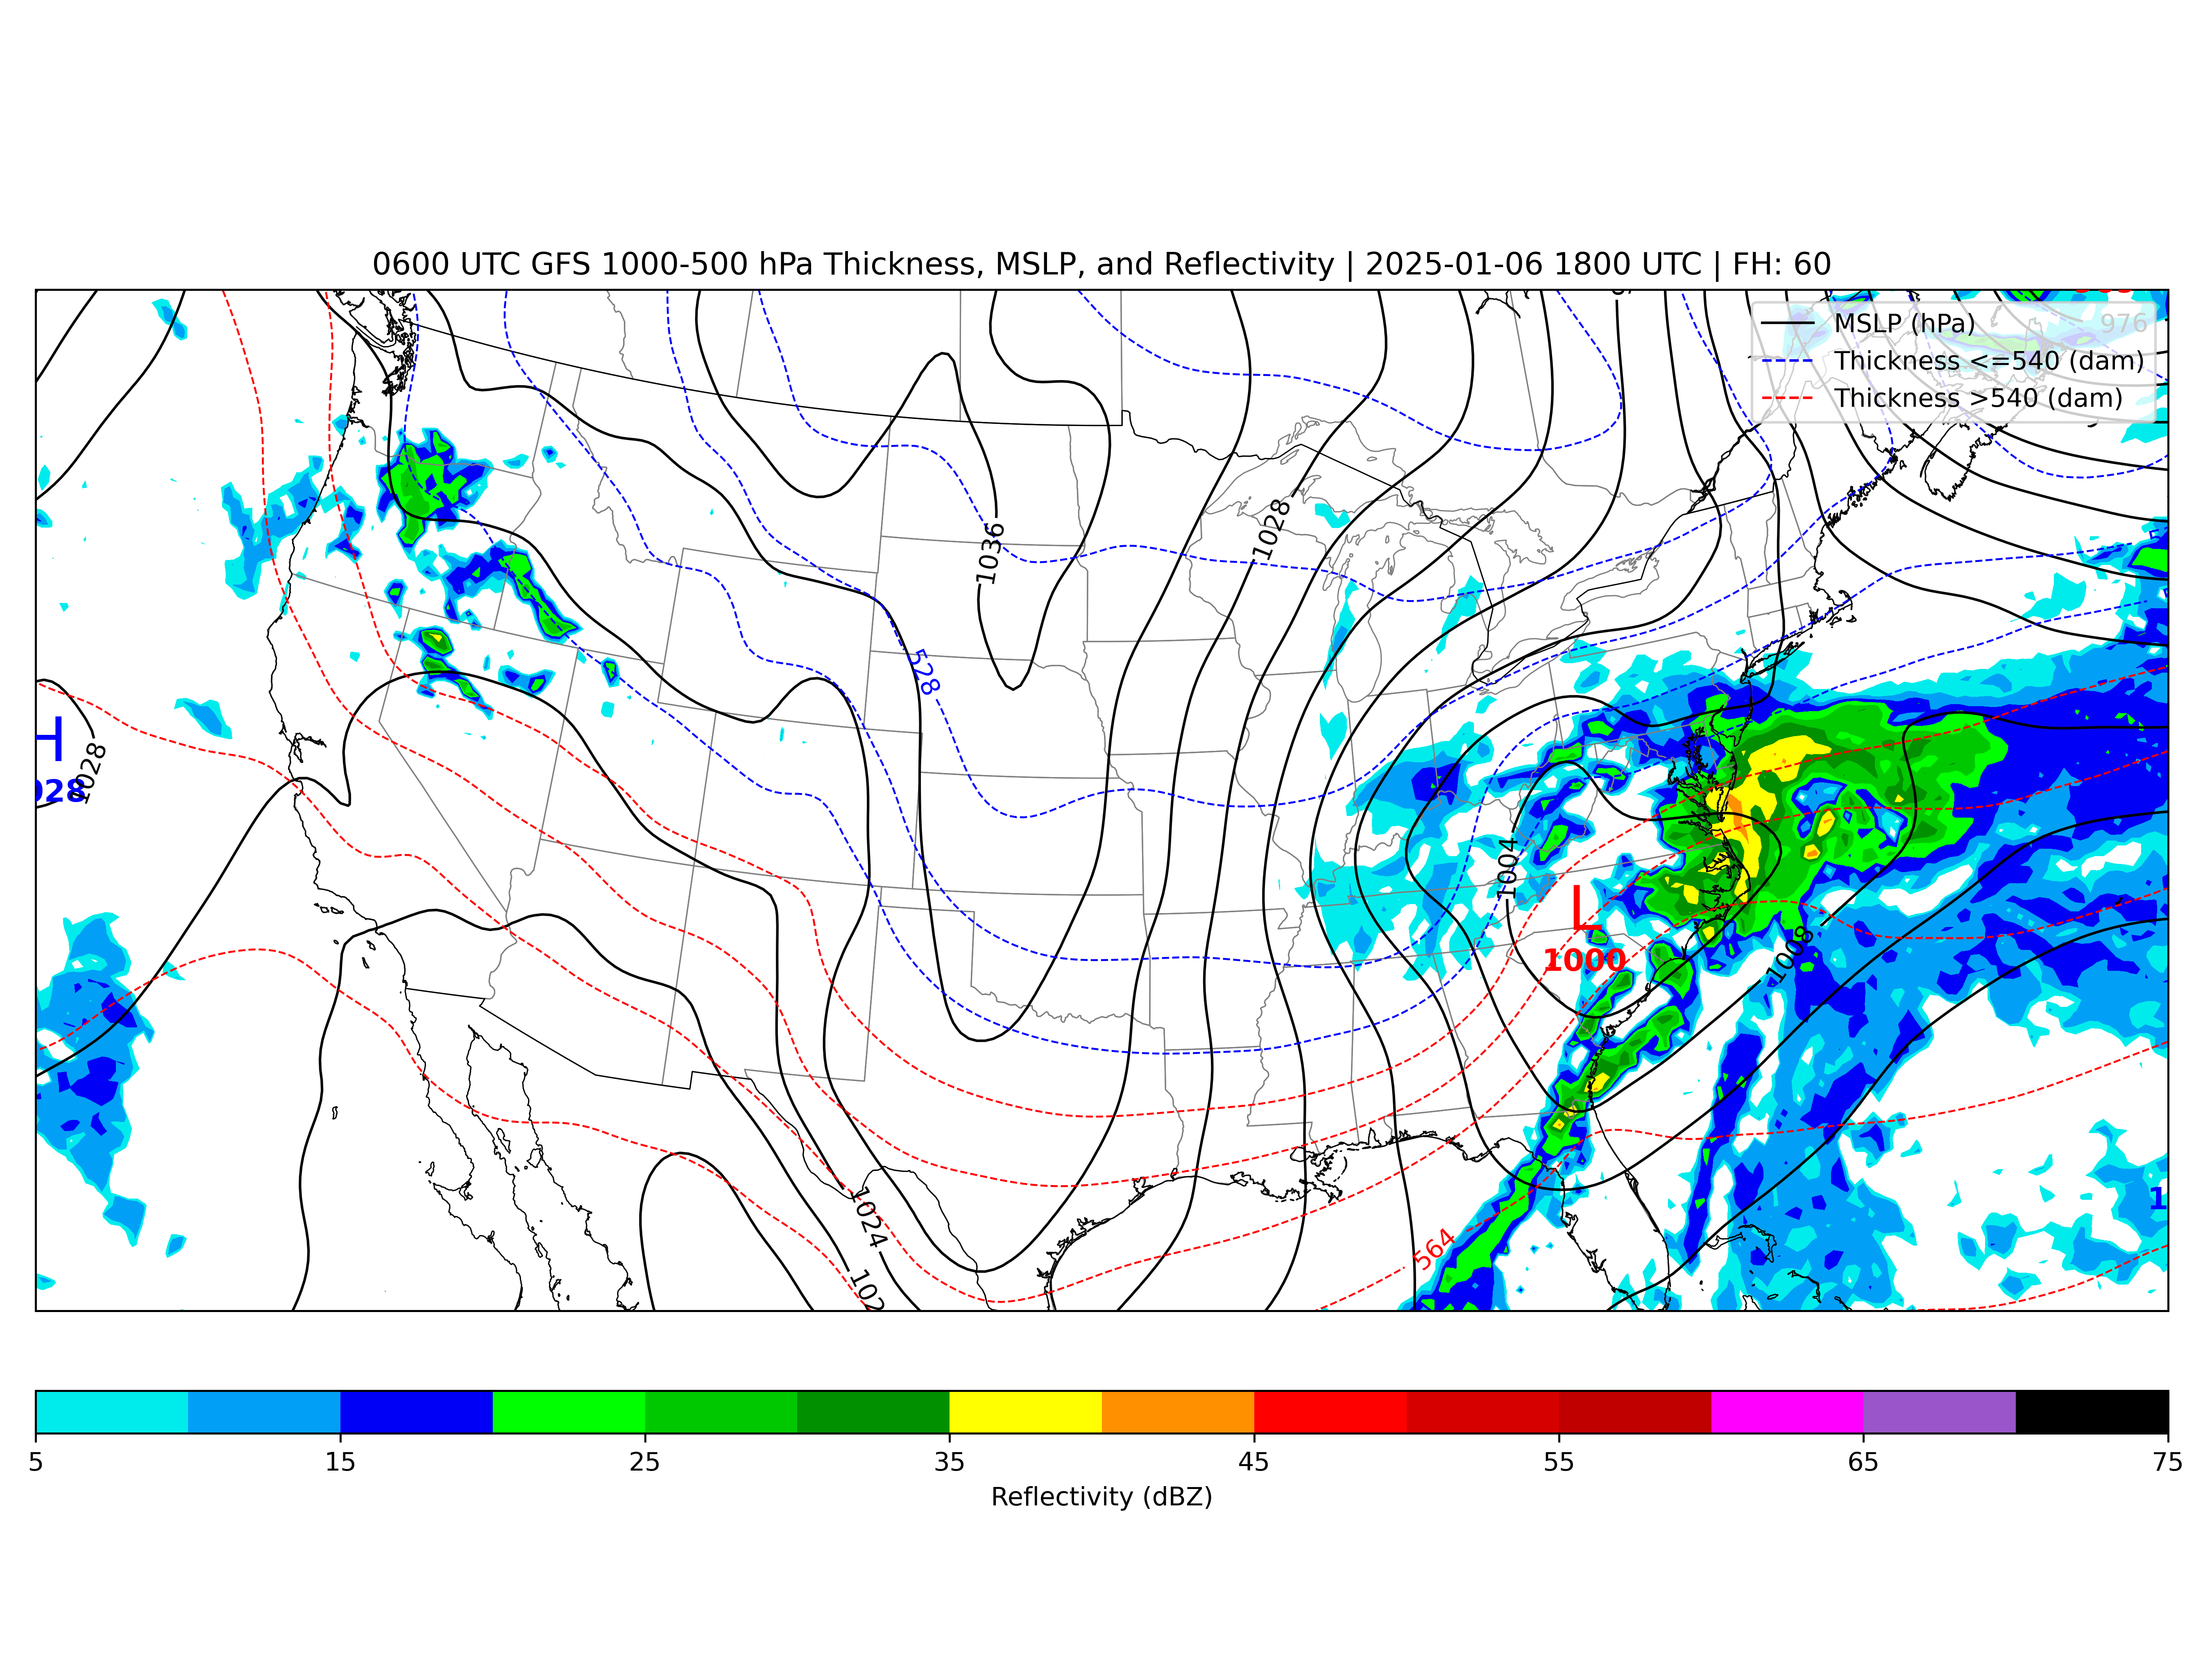 0600 UTC GFS 1000-500 hPa Thickness, MSLP, and Reflectivity | 2025-01-06 1800 UTC | FH: 60
MSLP (hPa)
976
Thickness <=540 (dam)
Thickness >540 (dam)
1028
1036
528
1028
028
1004
L
1000
1008
1024
102
564
1
5 15 25 35 45 55 65 75
Reflectivity (dBZ)